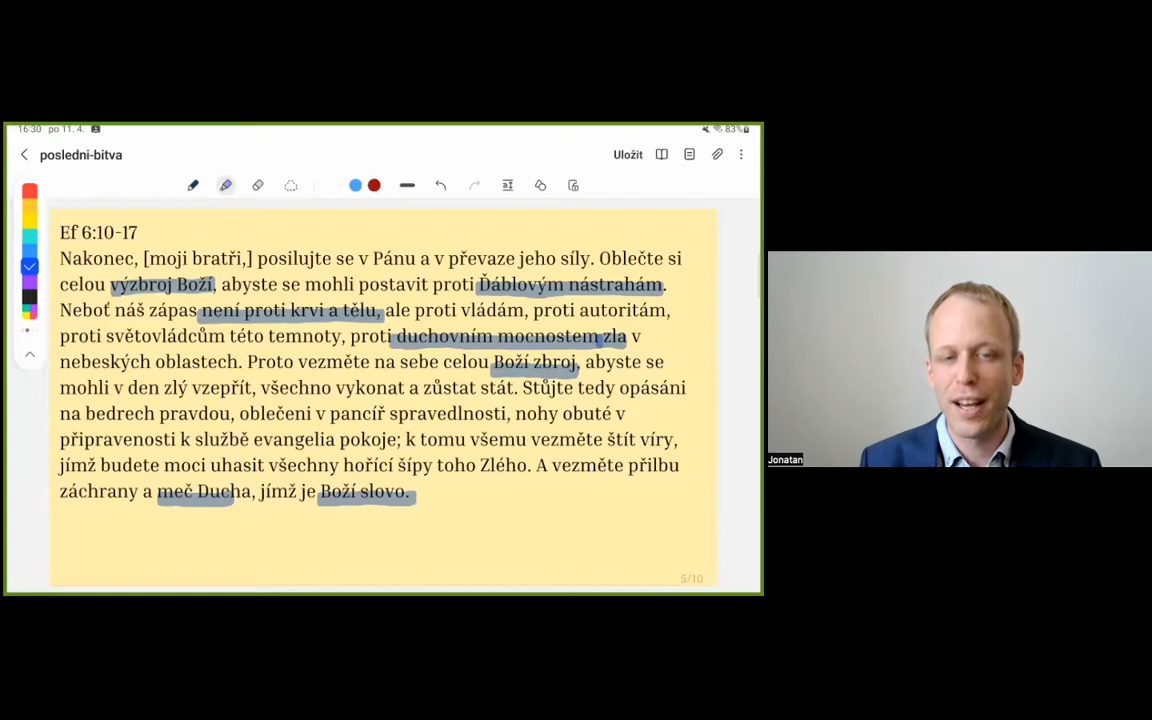 16:30 po 11. 4.
83%
posledni-bitva
Uložit
Ef 6:10-17
Nakonec, [moji bratři,] posilujte se v Pánu a v převaze jeho síly. Oblečte si
celou výzbroj Boží, abyste se mohli postavit proti Ďáblovým nástrahám.
Neboť náš zápas není proti krvi a tělu, ale proti vládám, proti autoritám,
proti světovládcům této temnoty, proti duchovním mocnostem zla v
nebeských oblastech. Proto vezměte na sebe celou Boží zbroj, abyste se
mohli v den zlý vzepřít, všechno vykonat a zůstat stát. Stůjte tedy opásáni
na bedrech pravdou, oblečeni v pancíř spravedlnosti, nohy obuté v
připravenosti k službě evangelia pokoje; k tomu všemu vezměte štít víry,
jímž budete moci uhasit všechny hořící šípy toho Zlého. A vezměte přilbu
záchrany a meč Ducha, jímž je Boží slovo.
5/10
Jonatan